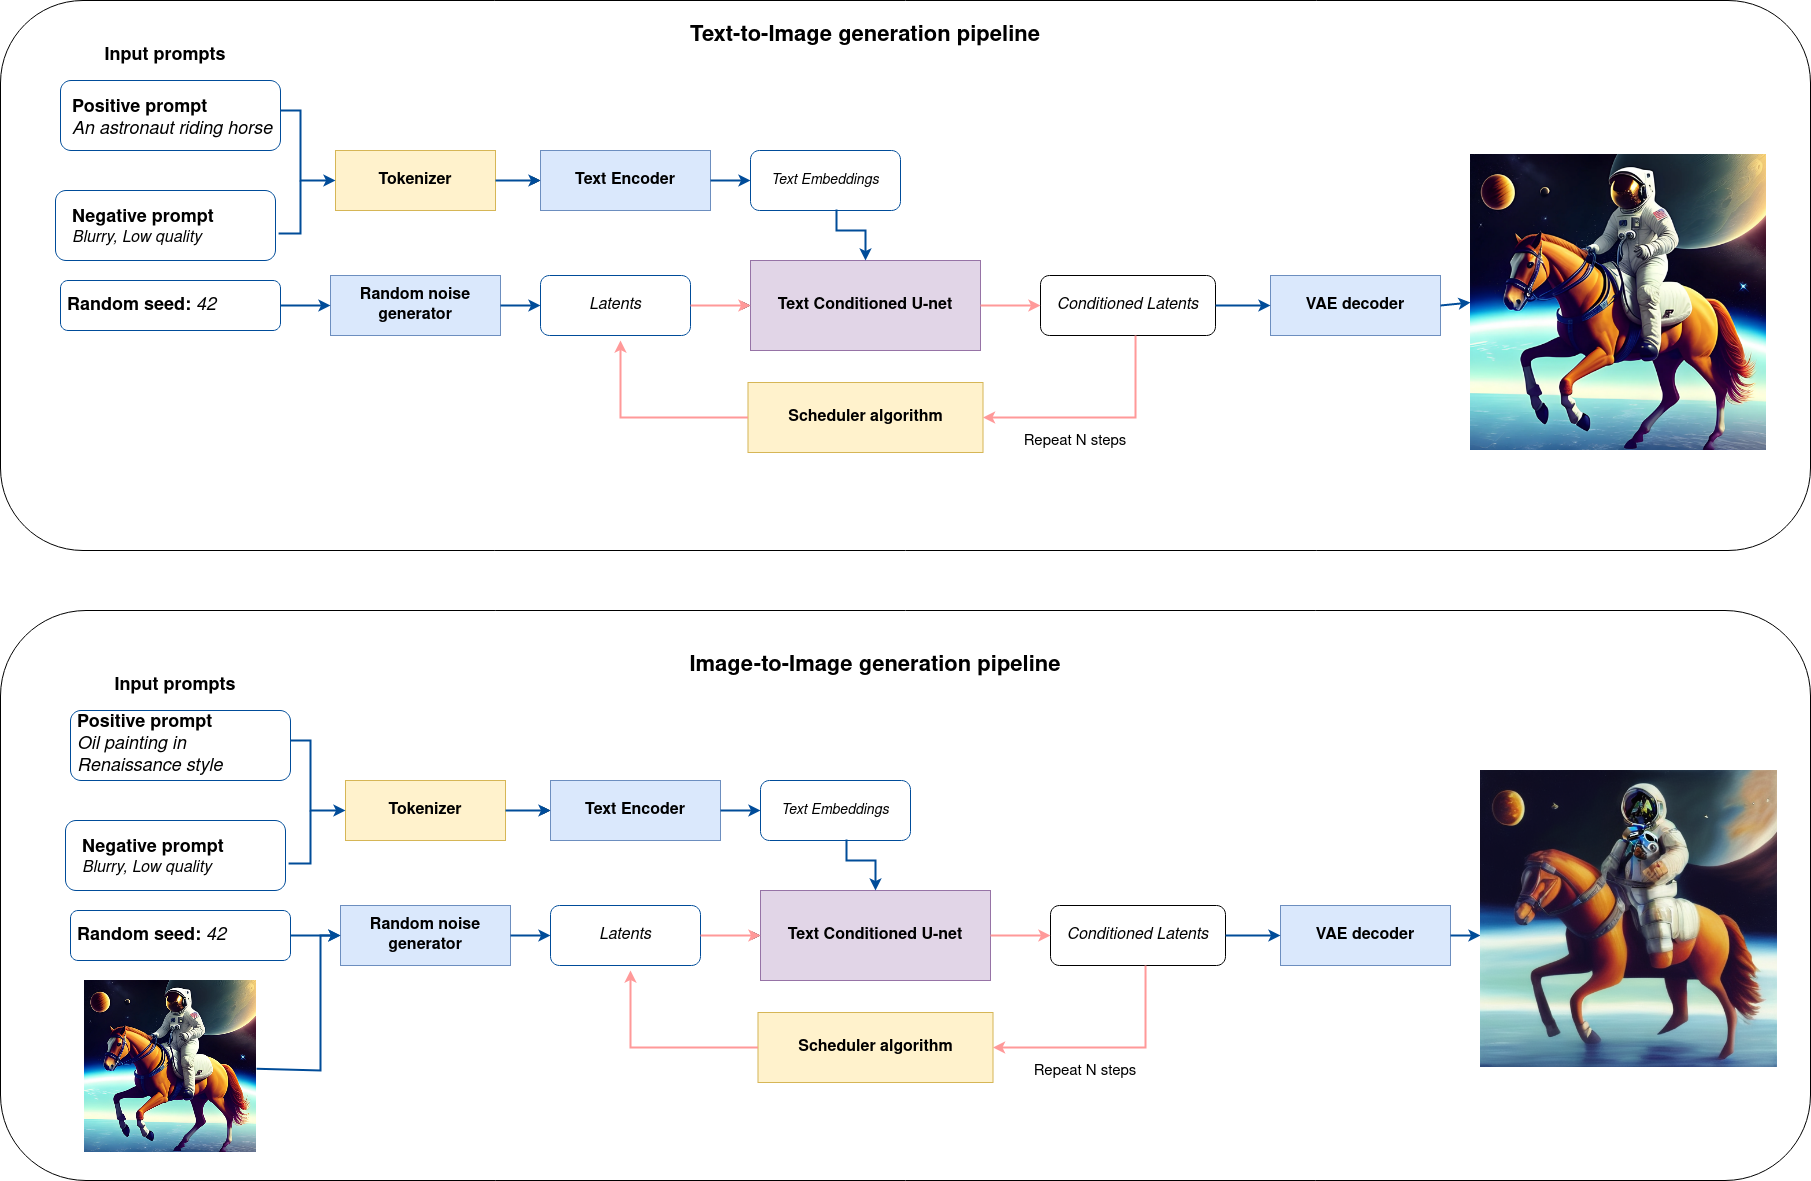 Text-to-Image generation pipeline
Input prompts
Positive prompt
An astronaut riding horse
Negative prompt
Blurry, Low quality
Tokenizer
Text Encoder
Text Embeddings
Random seed: 42
Random noise
generator
Latents
Text Conditioned U-net
Conditioned Latents
VAE decoder
Scheduler algorithm
Repeat N steps
Image-to-Image generation pipeline
Input prompts
Positive prompt
Oil painting in
Renaissance style
Negative prompt
Blurry, Low quality
Tokenizer
Text Encoder
Text Embeddings
Random seed: 42
Random noise
generator
Latents
Text Conditioned U-net
Conditioned Latents
VAE decoder
Scheduler algorithm
Repeat N steps